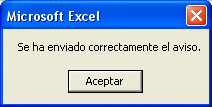 Microsoft Excel
Se ha enviado correctamente el aviso.
Aceptar